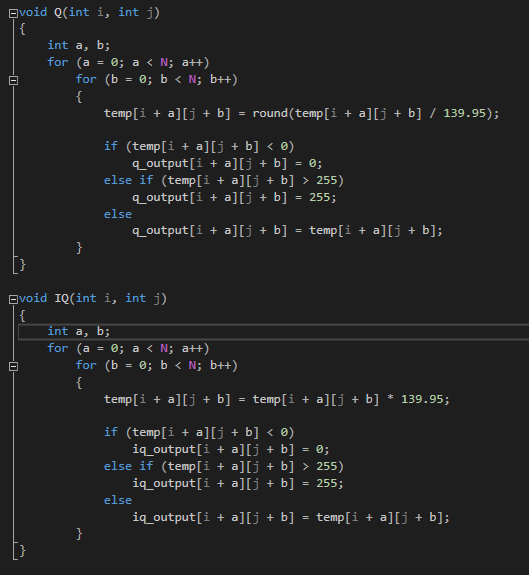 void Q(int i, int j)
{
    int a, b;
    for (a = 0; a < N; a++)
        for (b = 0; b < N; b++)
        {
            temp[i + a][j + b] = round(temp[i + a][j + b] / 139.95);

            if (temp[i + a][j + b] < 0)
                q_output[i + a][j + b] = 0;
            else if (temp[i + a][j + b] > 255)
                q_output[i + a][j + b] = 255;
            else
                q_output[i + a][j + b] = temp[i + a][j + b];
        }
}

void IQ(int i, int j)
{
    int a, b;
    for (a = 0; a < N; a++)
        for (b = 0; b < N; b++)
        {
            temp[i + a][j + b] = temp[i + a][j + b] * 139.95;

            if (temp[i + a][j + b] < 0)
                iq_output[i + a][j + b] = 0;
            else if (temp[i + a][j + b] > 255)
                iq_output[i + a][j + b] = 255;
            else
                iq_output[i + a][j + b] = temp[i + a][j + b];
        }
}